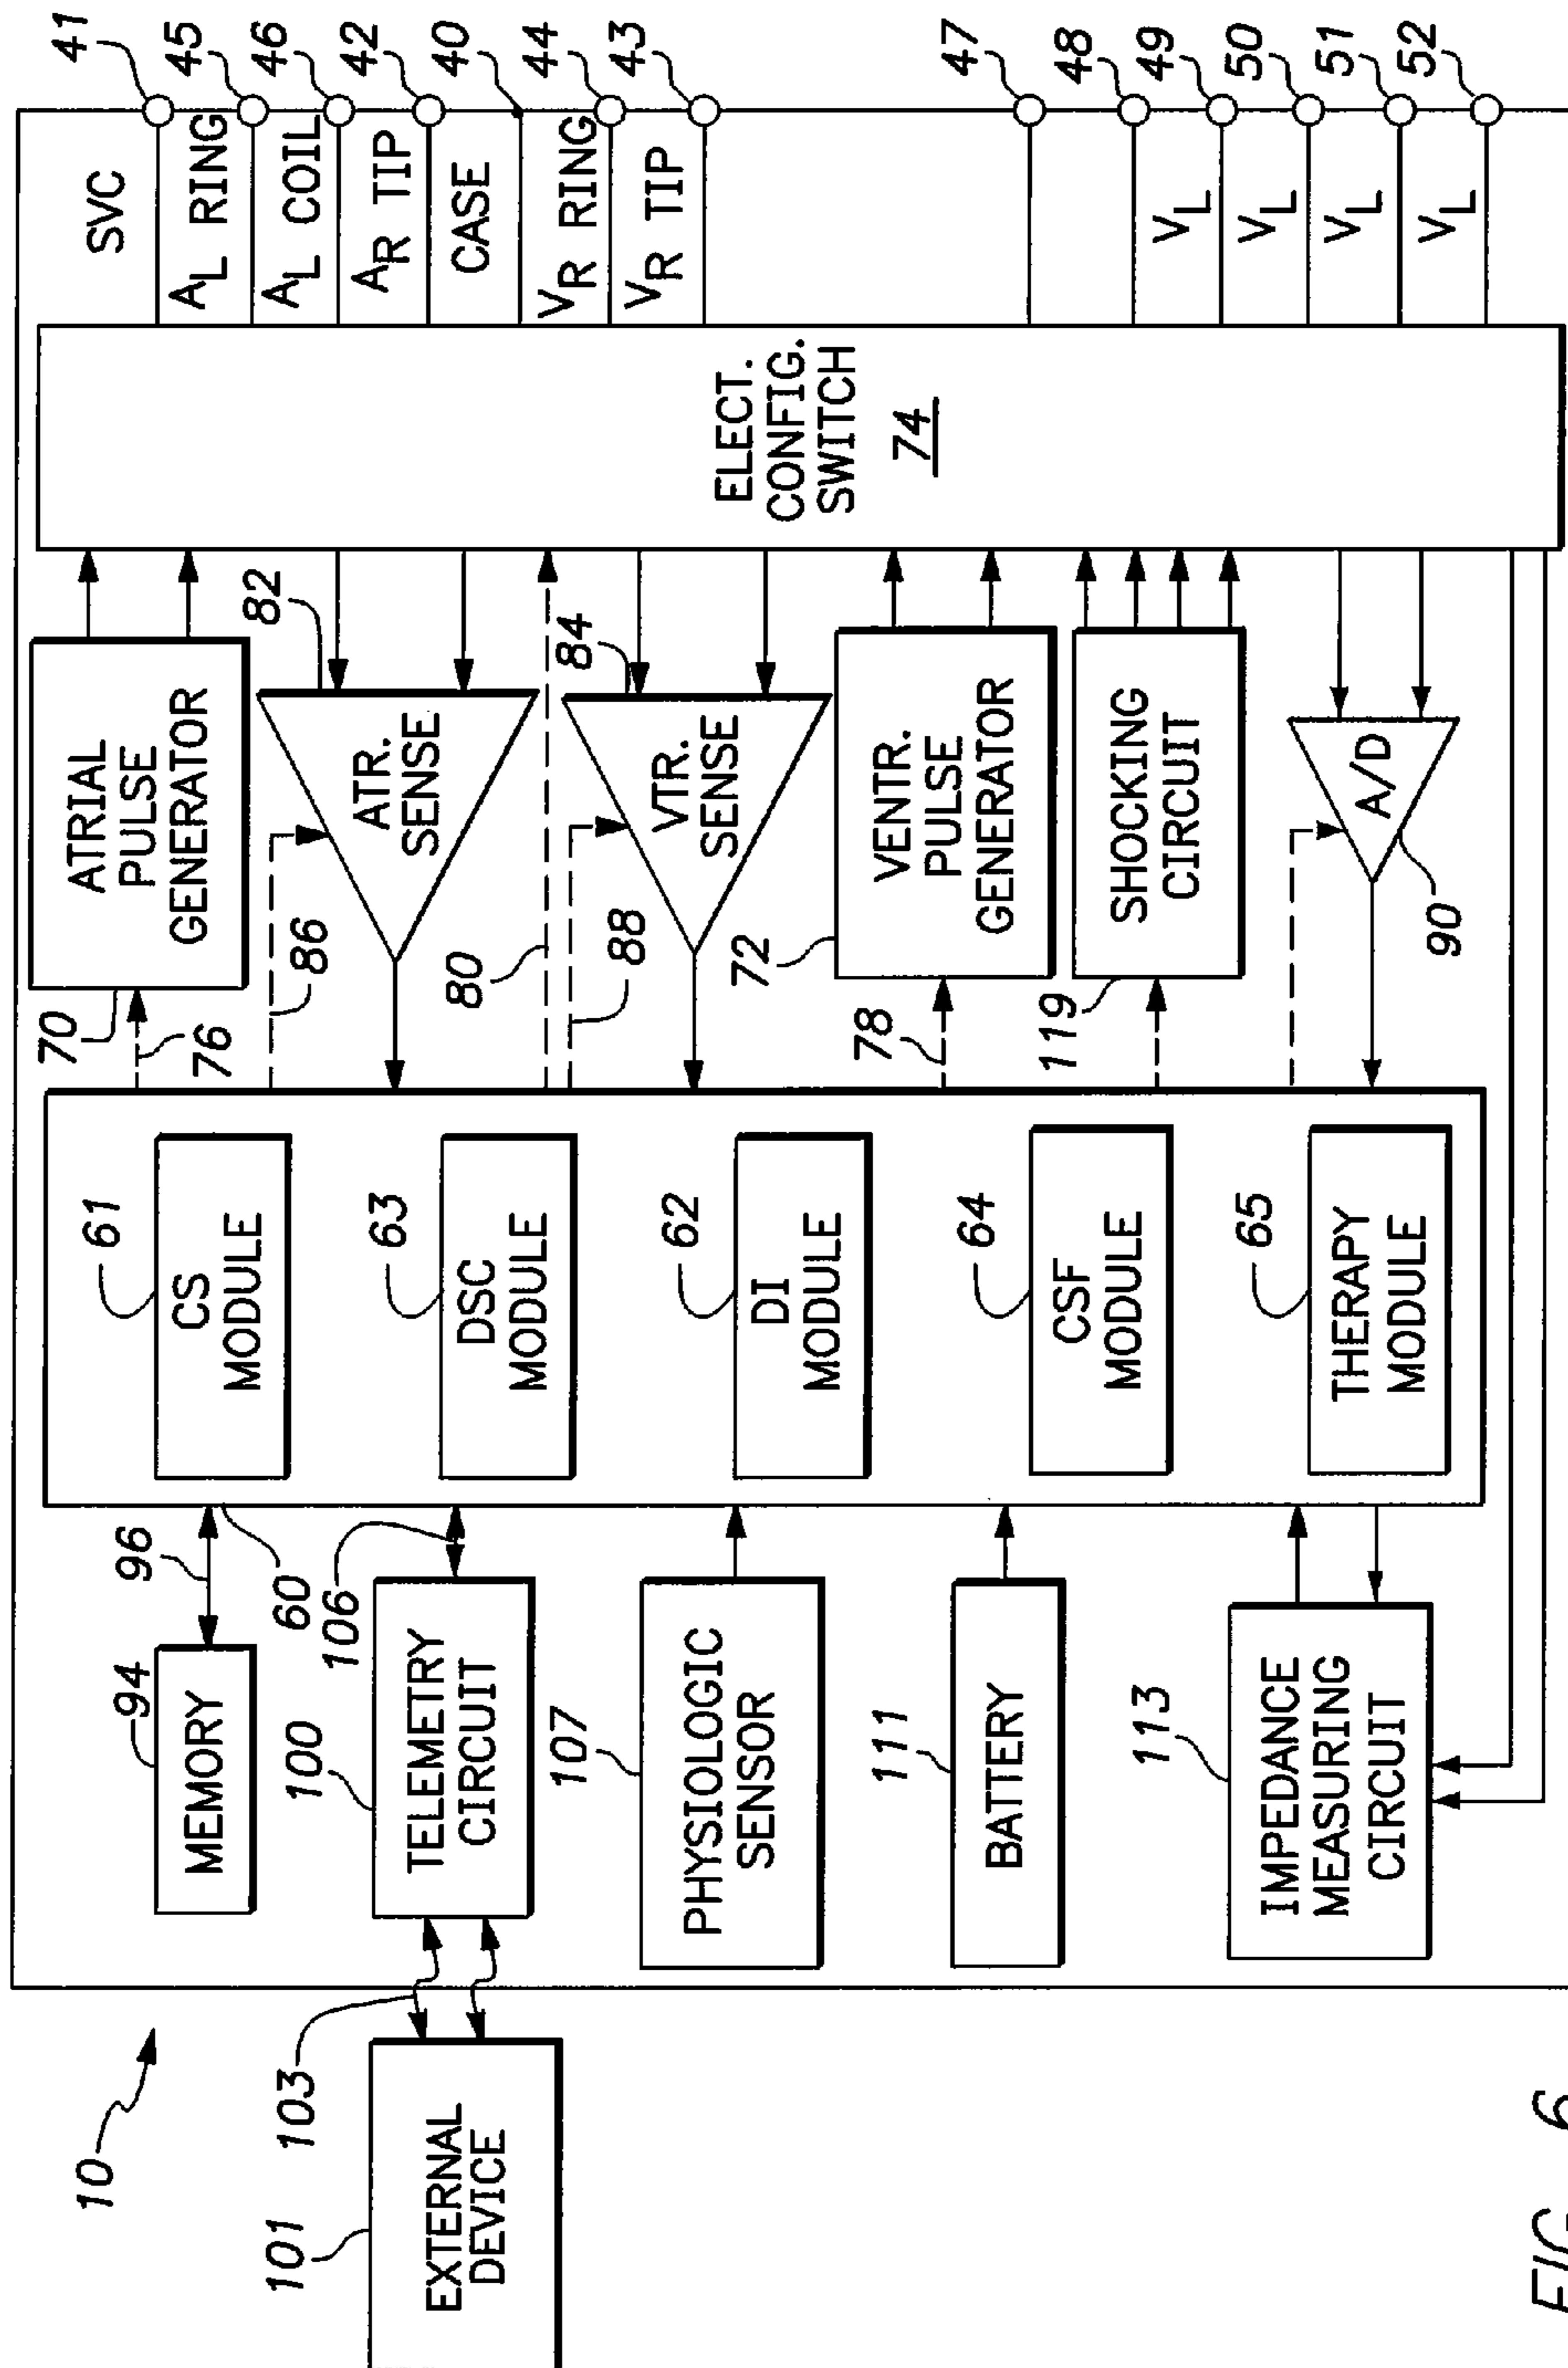 10
101
EXTERNAL
DEVICE
103
94
MEMORY
96
60
100
TELEMETRY
CIRCUIT
106
107
PHYSIOLOGIC
SENSOR
111
BATTERY
113
IMPEDANCE
MEASURING
CIRCUIT
61
CS
MODULE
63
DSC
MODULE
62
DI
MODULE
64
CSF
MODULE
65
THERAPY
MODULE
70
76
ATRIAL
PULSE
GENERATOR
86
82
ATR.
SENSE
80
88
84
VTR.
SENSE
72
78
VENTR.
PULSE
GENERATOR
119
SHOCKING
CIRCUIT
A/D
90
ELECT.
CONFIG.
SWITCH
74
SVC
41
AL RING
45
AL COIL
46
AR TIP
42
CASE
40
VR RING
44
VR TIP
43
47
48
VL
49
VL
50
VL
51
VL
52
FIG. 6